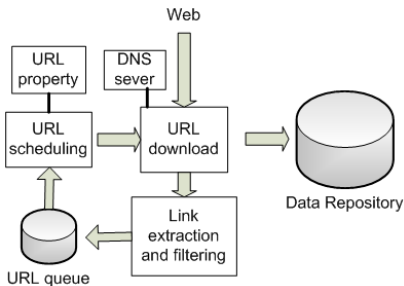 Web
URL
property
DNS
sever
URL
scheduling
URL
download
Data Repository
Link
extraction
and filtering
URL queue